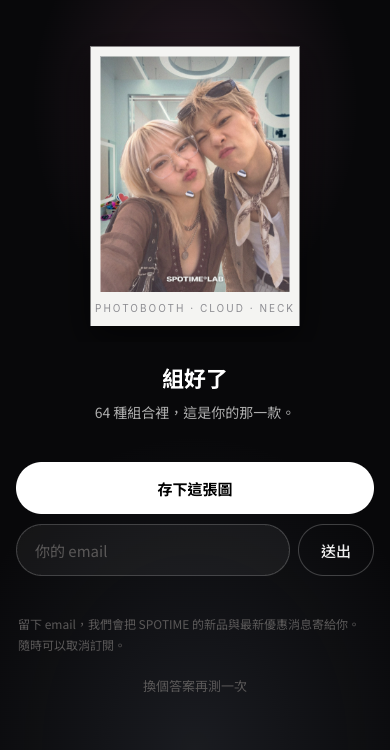 SPOTIME®LAB
PHOTOBOOTH · CLOUD · NECK
組好了
64 種組合裡，這是你的那一款。
存下這張圖
你的 email
送出
留下 email，我們會把 SPOTIME 的新品與最新優惠消息寄給你。
隨時可以取消訂閱。
換個答案再測一次